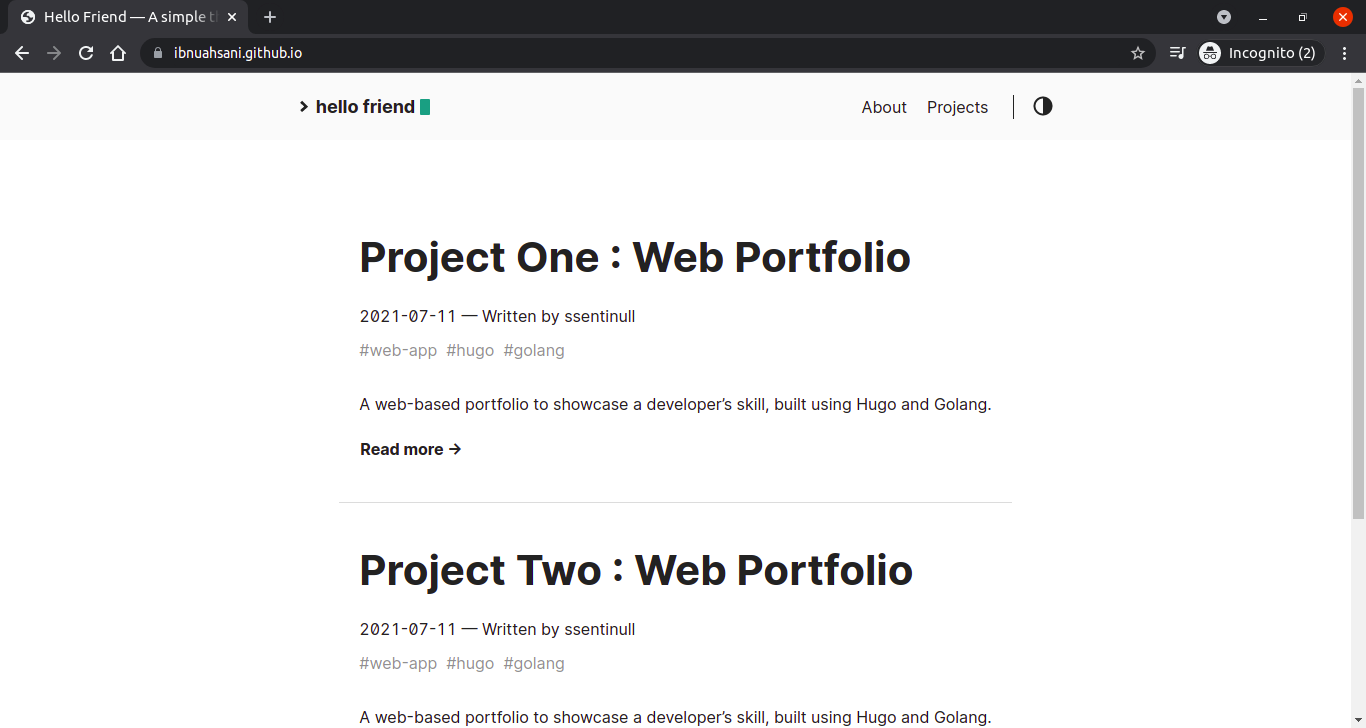 Hello Friend — A simple t
ibnuahsani.github.io
Incognito (2)
hello friend
About
Projects
Project One : Web Portfolio
2021-07-11 — Written by ssentinull
#web-app #hugo #golang
A web-based portfolio to showcase a developer’s skill, built using Hugo and Golang.
Read more →
Project Two : Web Portfolio
2021-07-11 — Written by ssentinull
#web-app #hugo #golang
A web-based portfolio to showcase a developer’s skill, built using Hugo and Golang.